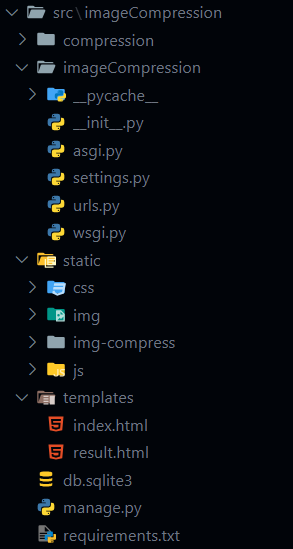 src\imageCompression
compression
imageCompression
__pycache__
__init__.py
asgi.py
settings.py
urls.py
wsgi.py
static
css
img
img-compress
js
templates
index.html
result.html
db.sqlite3
manage.py
requirements.txt